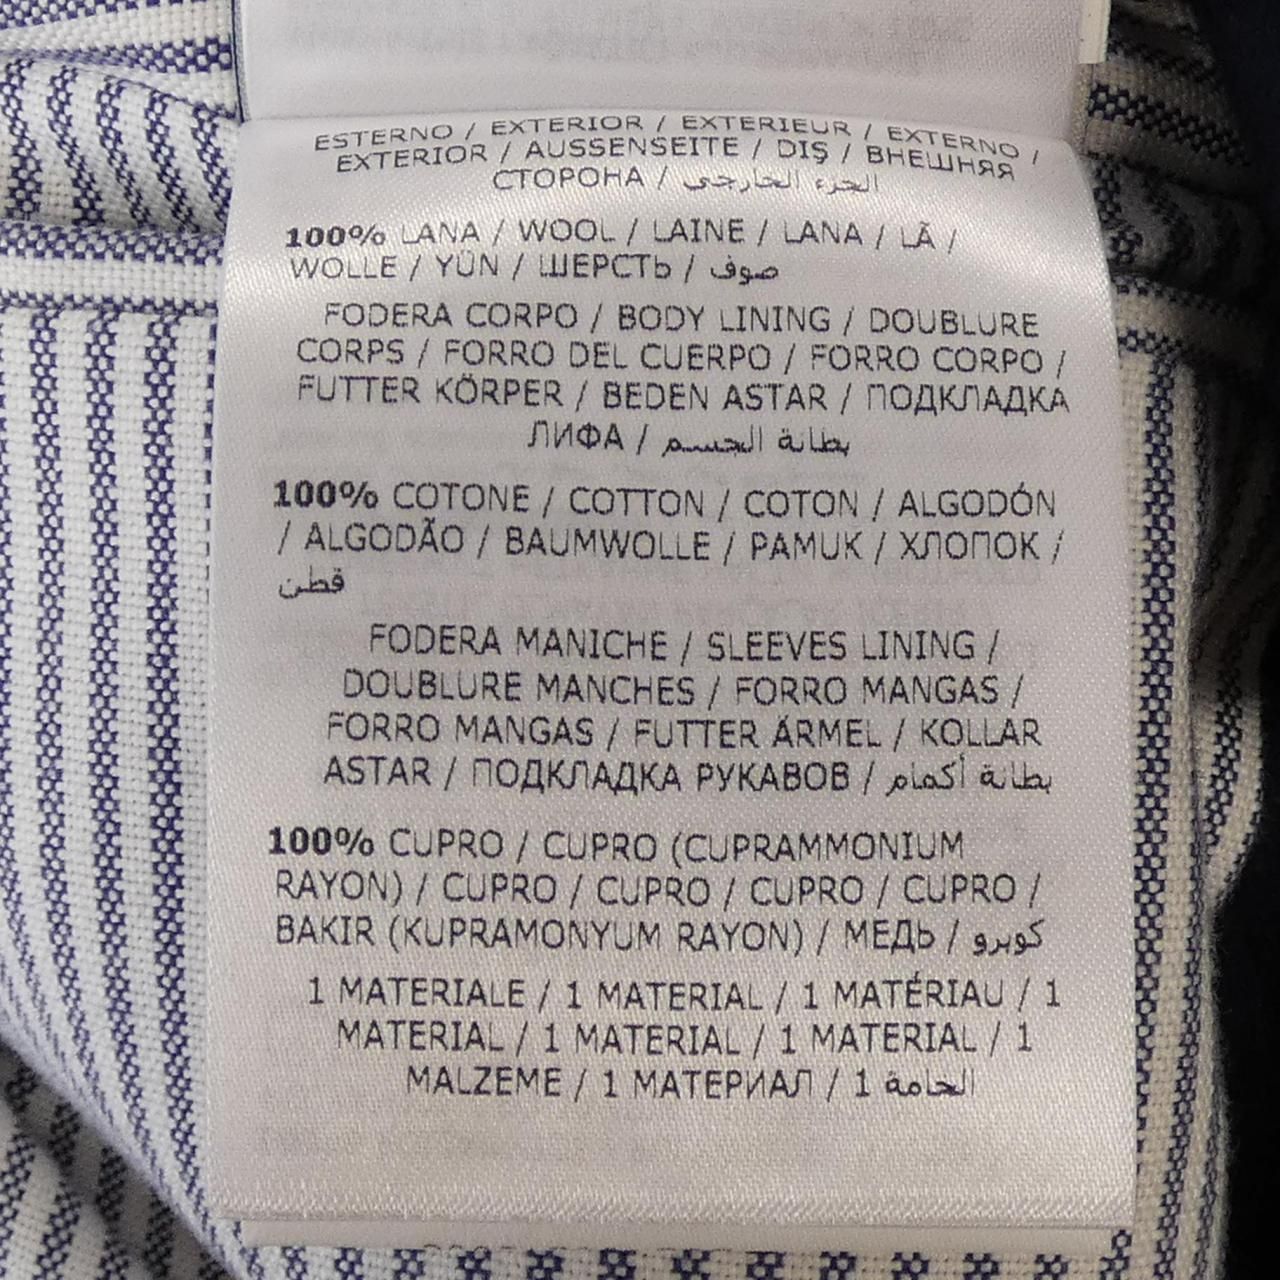 ESTERNO / EXTERIOR / EXTERIEUR / EXTERNO /
EXTERIOR / AUSSENSEITE / DIŞ / ВНЕШНЯЯ
СТОРОНА / الجزء الخارجي
100% LANA / WOOL / LAINE / LANA / LÃ /
WOLLE / YÜN / ШЕРСТЬ / صوف
FODERA CORPO / BODY LINING / DOUBLURE
CORPS / FORRO DEL CUERPO / FORRO CORPO /
FUTTER KÖRPER / BEDEN ASTAR / ПОДКЛАДКА
ЛИФА / بطانة الجسم
100% COTONE / COTTON / COTON / ALGODÓN
/ ALGODÃO / BAUMWOLLE / PAMUK / ХЛОПОК /
قطن
FODERA MANICHE / SLEEVES LINING /
DOUBLURE MANCHES / FORRO MANGAS /
FORRO MANGAS / FUTTER ÄRMEL / KOLLAR
ASTAR / ПОДКЛАДКА РУКАВОВ / بطانة أكمام
100% CUPRO / CUPRO (CUPRAMMONIUM
RAYON) / CUPRO / CUPRO / CUPRO / CUPRO /
BAKIR (KUPRAMONYUM RAYON) / МЕДЬ / كوبرو
1 MATERIALE / 1 MATERIAL / 1 MATÉRIAU / 1
MATERIAL / 1 MATERIAL / 1 MATERIAL / 1
MALZEME / 1 МАТЕРИАЛ / 1 الخامة